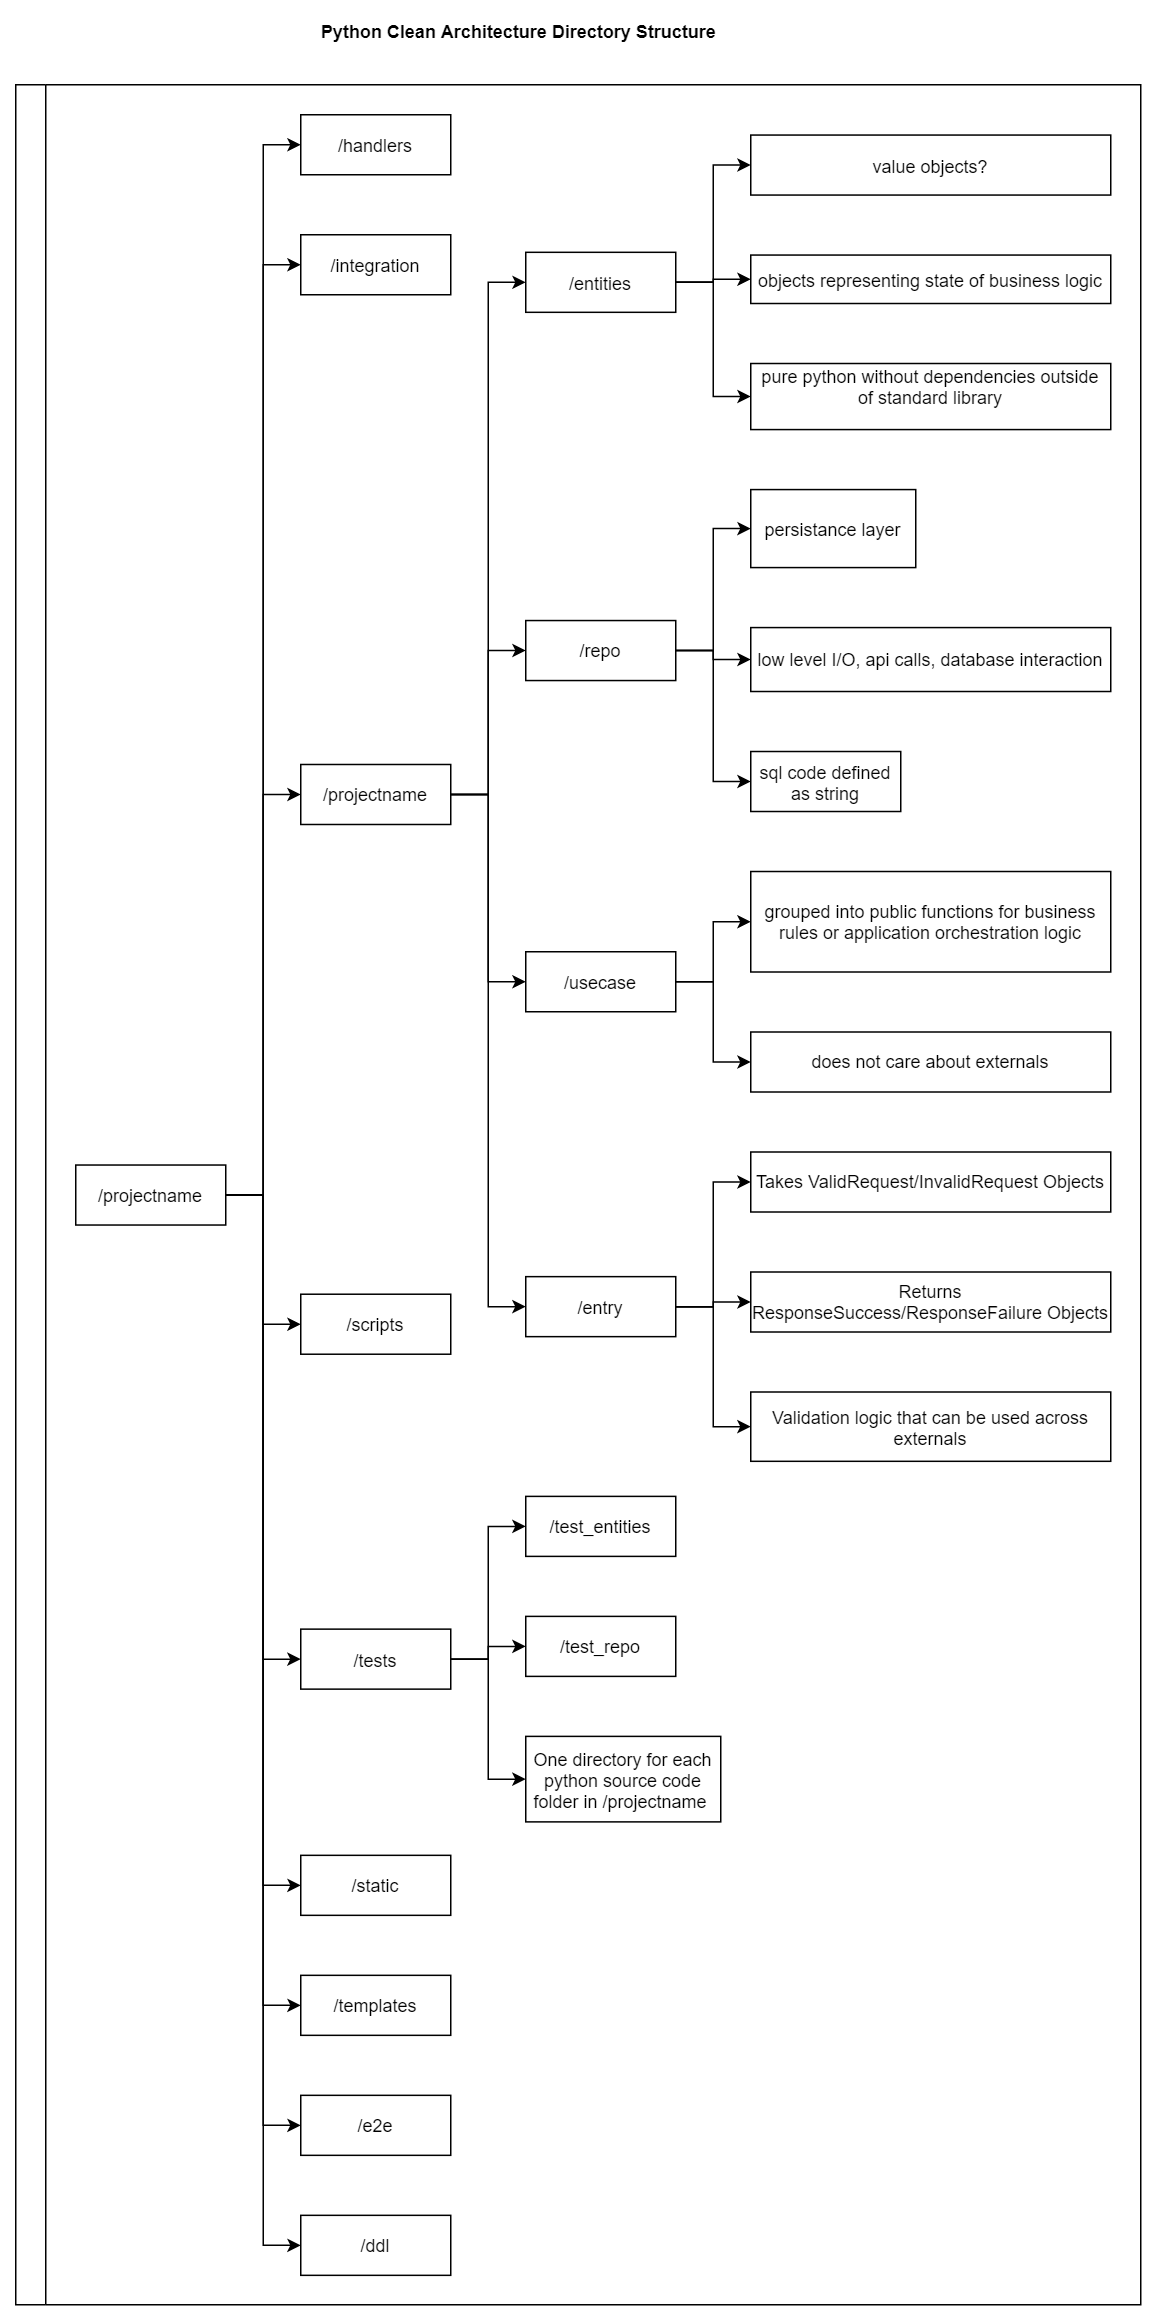 Python Clean Architecture Directory Structure
/handlers
value objects?
/integration
/entities
objects representing state of business logic
pure python without dependencies outside
of standard library
persistance layer
/repo
low level I/O, api calls, database interaction
sql code defined
as string
/projectname
grouped into public functions for business
rules or application orchestration logic
/usecase
does not care about externals
Takes ValidRequest/InvalidRequest Objects
/projectname
Returns
ResponseSuccess/ResponseFailure Objects
/entry
/scripts
Validation logic that can be used across
externals
/test_entities
/test_repo
/tests
One directory for each
python source code
folder in /projectname
/static
/templates
/e2e
/ddl